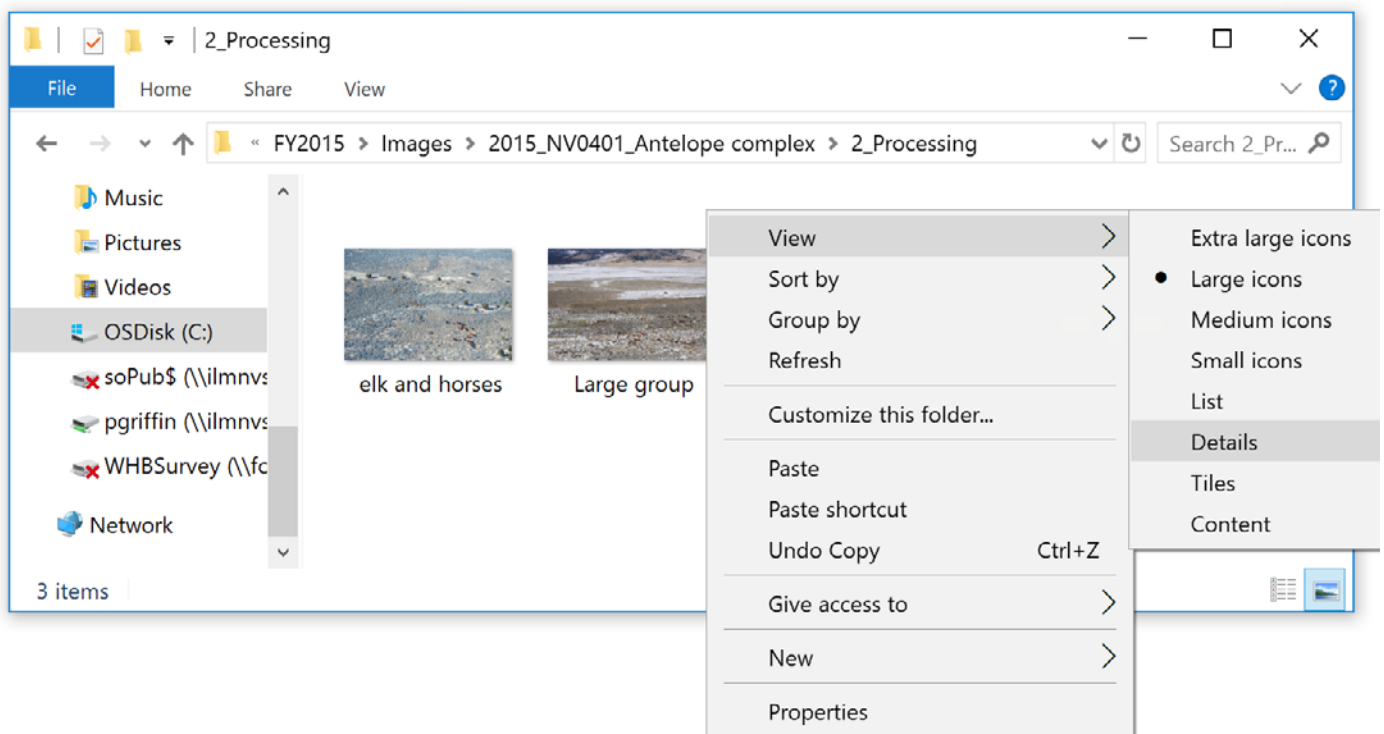 2_Processing
File Home Share View
« FY2015 > Images > 2015_NV0401_Antelope complex > 2_Processing
Search 2_Pr...
Music
Pictures
Videos
OSDisk (C:)
soPub$ (\\ilmnvs
pgriffin (\\ilmnvs
WHBSurvey (\\fc
Network
elk and horses
Large group
View
Sort by
Group by
Refresh
Customize this folder...
Paste
Paste shortcut
Undo Copy Ctrl+Z
Give access to
New
Properties
Extra large icons
Large icons
Medium icons
Small icons
List
Details
Tiles
Content
3 items